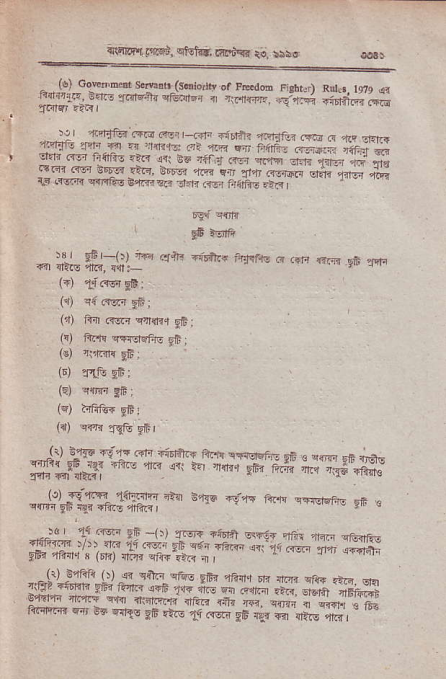 বাংলাদেশ গেজেট, অতিরিক্ত, সেপ্টেম্বর ২৩, ১৯৯৩ ৩৩৪১
(৬) Government Servants (Seniority of Freedom Fighter) Rules, 1979 এর
বিধানসমূহে, উহাতে প্রয়োজনীয় অভিযোজন বা সংশোধনসহ, কর্তৃপক্ষের কর্মচারীদের ক্ষেত্রে
প্রযোজ্য হইবে।
১৩। পদোন্নতির ক্ষেত্রে বেতন।—কোন কর্মচারীর পদোন্নতির ক্ষেত্রে যে পদে তাহাকে
পদোন্নতি প্রদান করা হয় সাধারণতঃ সেই পদের জন্য নির্ধারিত বেতনক্রমের সর্বনিম্ন স্তরে
তাহার বেতন নির্ধারিত হইবে এবং উক্ত সর্বনিম্ন বেতন অপেক্ষা তাহার পুরাতন পদে প্রাপ্ত
স্কেলের বেতন উচ্চতর হইলে, উচ্চতর পদের জন্য প্রাপ্য বেতনক্রমে তাহার পুরাতন পদের
মূল বেতনের অব্যবহিত উপরের স্তরে তাহার বেতন নির্ধারিত হইবে।
চতুর্থ অধ্যায়
ছুটি ইত্যাদি
১৪। ছুটি।—(১) সকল শ্রেণীর কর্মচারীকে নিম্নবর্ণিত যে কোন ধরনের ছুটি প্রদান
করা যাইতে পারে, যথা :—
(ক) পূর্ণ বেতন ছুটি ;
(খ) অর্ধ বেতনে ছুটি ;
(গ) বিনা বেতনে অসাধারণ ছুটি ;
(ঘ) বিশেষ অক্ষমতাজনিত ছুটি ;
(ঙ) সংগরোধ ছুটি ;
(চ) প্রসূতি ছুটি ;
(ছ) অধ্যয়ন ছুটি ;
(জ) নৈমিত্তিক ছুটি ;
(ঝ) অবসর প্রস্তুতি ছুটি।
(২) উপযুক্ত কর্তৃপক্ষ কোন কর্মচারীকে বিশেষ অক্ষমতাজনিত ছুটি ও অধ্যয়ন ছুটি ব্যতীত
অন্যবিধ ছুটি মঞ্জুর করিতে পারে এবং ইহা সাধারণ ছুটির দিনের সাথে সংযুক্ত করিয়াও
প্রদান করা যাইবে।
(৩) কর্তৃপক্ষের পূর্বানুমোদন লইয়া উপযুক্ত কর্তৃপক্ষ বিশেষ অক্ষমতাজনিত ছুটি ও
অধ্যয়ন ছুটি মঞ্জুর করিতে পারিবে।
১৫। পূর্ণ বেতনে ছুটি —(১) প্রত্যেক কর্মচারী তৎকর্তৃক দায়িত্ব পালনে অতিবাহিত
কার্যদিবসের ১/১১ হারে পূর্ণ বেতনে ছুটি অর্জন করিবেন এবং পূর্ণ বেতনে প্রাপ্য এককালীন
ছুটির পরিমাণ ৪ (চার) মাসের অধিক হইবে না।
(২) উপবিধি (১) এর অধীনে অর্জিত ছুটির পরিমাণ চার মাসের অধিক হইলে, তাহা
সংশ্লিষ্ট কর্মচারীর ছুটির হিসাবে একটি পৃথক খাতে জমা দেখানো হইবে, ডাক্তারী সার্টিফিকেট
উপস্থাপন সাপেক্ষে অথবা বাংলাদেশের বাহিরে ধর্মীয় সফর, অধ্যয়ন বা অবকাশ ও চিত্ত
বিনোদনের জন্য উক্ত জমাকৃত ছুটি হইতে পূর্ণ বেতনে ছুটি মঞ্জুর করা যাইতে পারে।